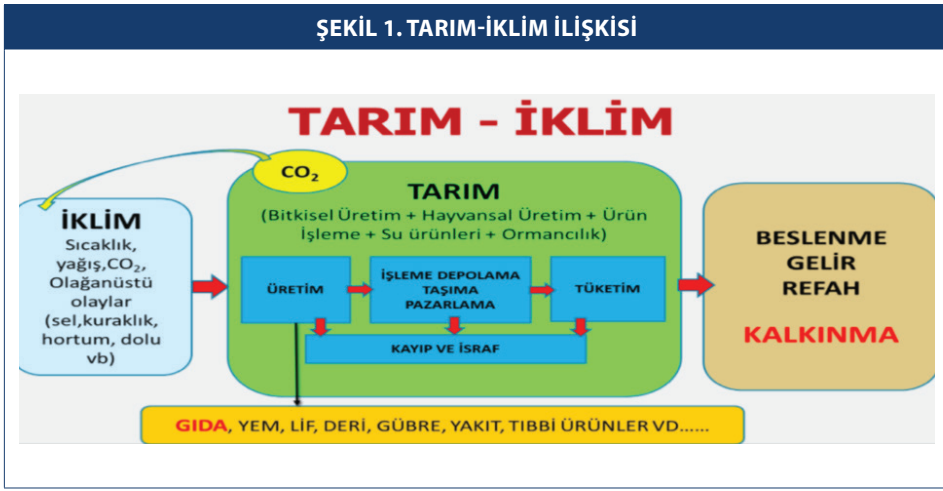 ŞEKİL 1. TARIM-İKLİM İLİŞKİSİ
TARIM - İKLİM
CO₂
İKLİM
Sıcaklık,
yağış,CO₂,
Olağanüstü
olaylar
(sel,kuraklık,
hortum, dolu
vb)
TARIM
(Bitkisel Üretim + Hayvansal Üretim + Ürün
İşleme + Su ürünleri + Ormancılık)
ÜRETİM
İŞLEME DEPOLAMA
TAŞIMA
PAZARLAMA
TÜKETİM
KAYIP VE İSRAF
BESLENME
GELİR
REFAH
KALKINMA
GIDA, YEM, LİF, DERİ, GÜBRE, YAKIT, TIBBİ ÜRÜNLER VD......